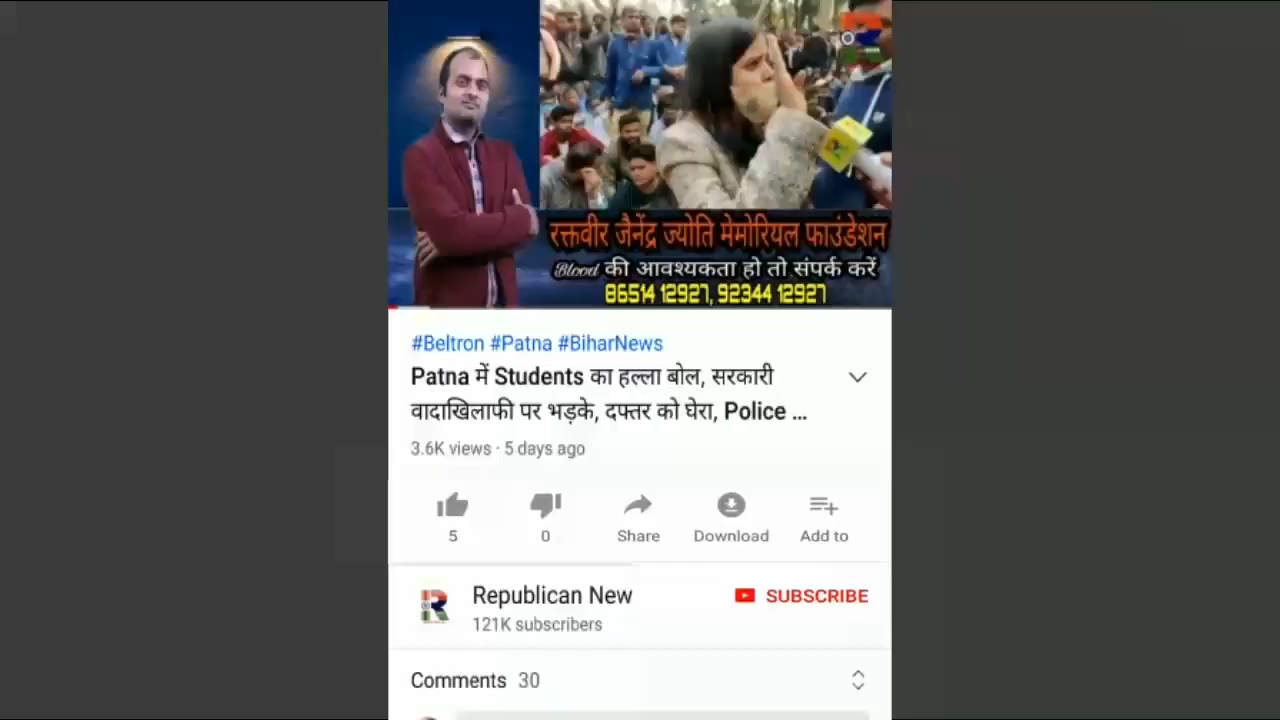 रक्तवीर जैनेंद्र ज्योति मेमोरियल फाउंडेशन
Blood की आवश्यकता हो तो संपर्क करें
86514 12927, 92344 12927
#Beltron #Patna #BiharNews
Patna में Students का हल्ला बोल, सरकारी
वादाखिलाफी पर भड़के, दफ्तर को घेरा, Police ...
3.6K views · 5 days ago
5 0 Share Download Add to
Republican New SUBSCRIBE
121K subscribers
Comments 30